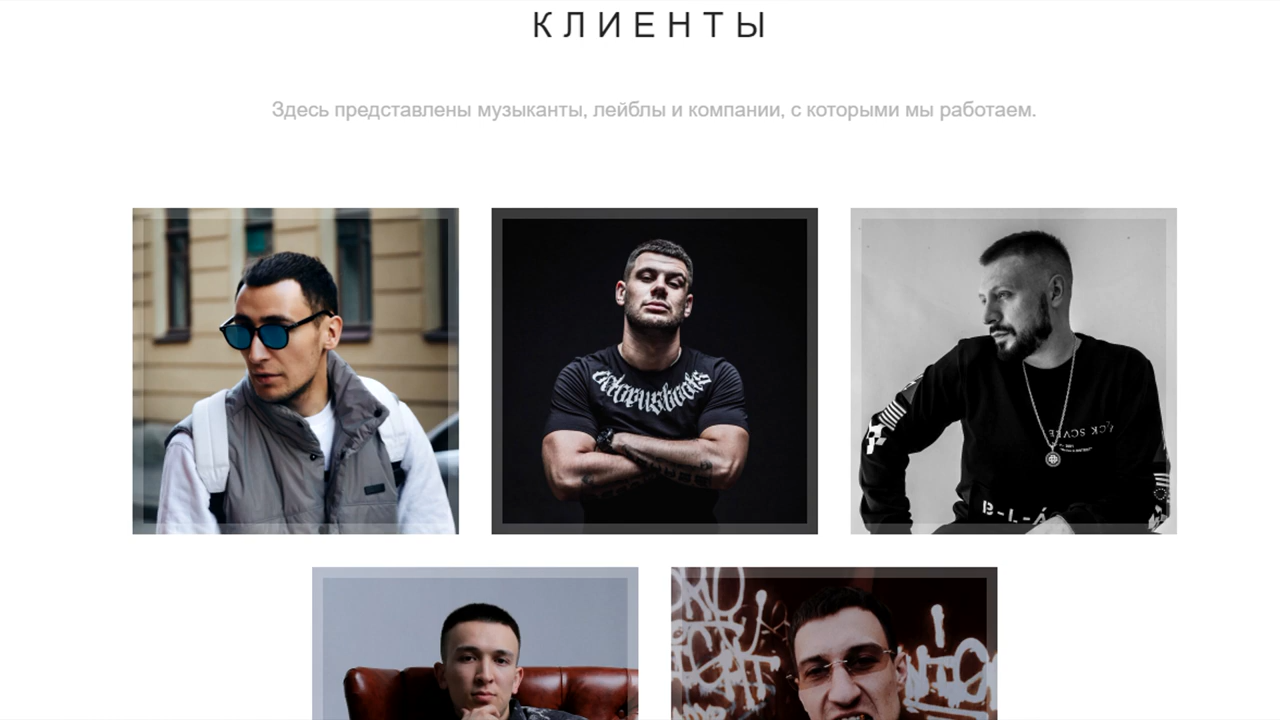 КЛИЕНТЫ
Здесь представлены музыканты, лейблы и компании, с которыми мы работаем.